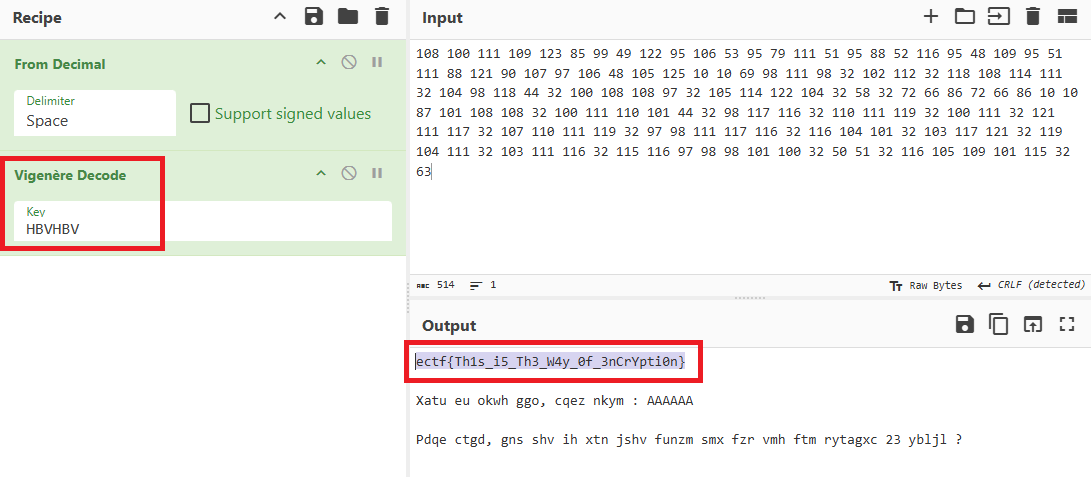 Recipe
From Decimal
Delimiter
Space
Support signed values
Vigenère Decode
Key
HBVHBV
Input
108 100 111 109 123 85 99 49 122 95 106 53 95 79 111 51 95 88 52 116 95 48 109 95 51
111 88 121 90 107 97 106 48 105 125 10 10 69 98 111 98 32 102 112 32 118 108 114 111
32 104 98 118 44 32 100 108 108 97 32 105 114 122 104 32 58 32 72 66 86 72 66 86 10 10
87 101 108 108 32 100 111 110 101 44 32 98 117 116 32 110 111 119 32 100 111 32 121
111 117 32 107 110 111 119 32 97 98 111 117 116 32 116 104 101 32 103 117 121 32 119
104 111 32 103 111 116 32 115 116 97 98 98 101 100 32 50 51 32 116 105 109 101 115 32
63
ABC 514
1
Tt Raw Bytes
CRLF (detected)
Output
ectf{Th1s_i5_Th3_W4y_0f_3nCrYpti0n}
Xatu eu okwh ggo, cqez nkym : AAAAAA
Pdqe ctgd, gns shv ih xtn jshv funzm smx fzr vmh ftm rytagxc 23 ybljl ?